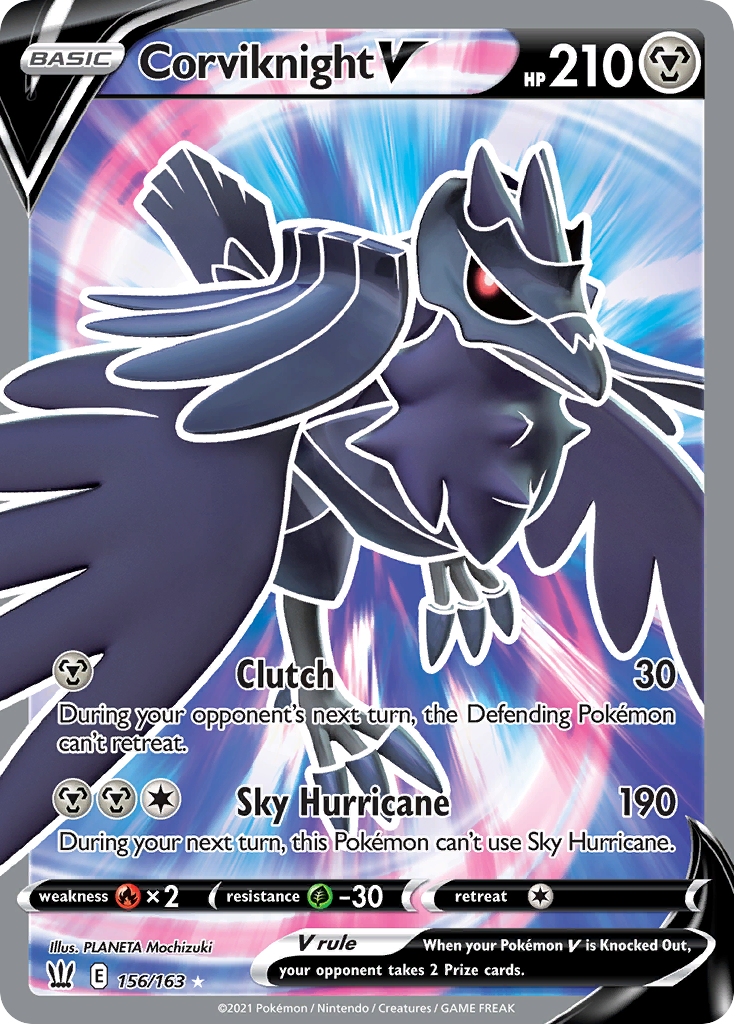 BASIC
Corviknight V
HP 210
Clutch 30
During your opponent's next turn, the Defending Pokémon
can't retreat.
Sky Hurricane 190
During your next turn, this Pokémon can't use Sky Hurricane.
weakness ×2 resistance -30 retreat
Illus. PLANETA Mochizuki
E 156/163
V rule When your Pokémon V is Knocked Out,
your opponent takes 2 Prize cards.
©2021 Pokémon / Nintendo / Creatures / GAME FREAK